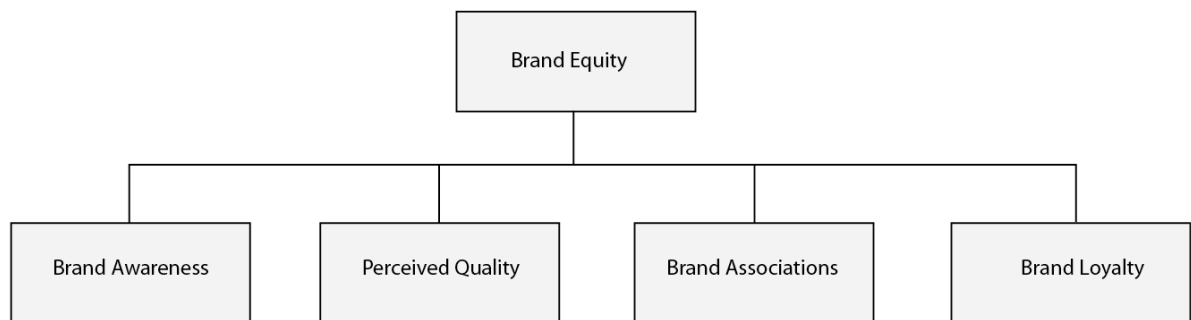 Brand Equity
Brand Awareness
Perceived Quality
Brand Associations
Brand Loyalty